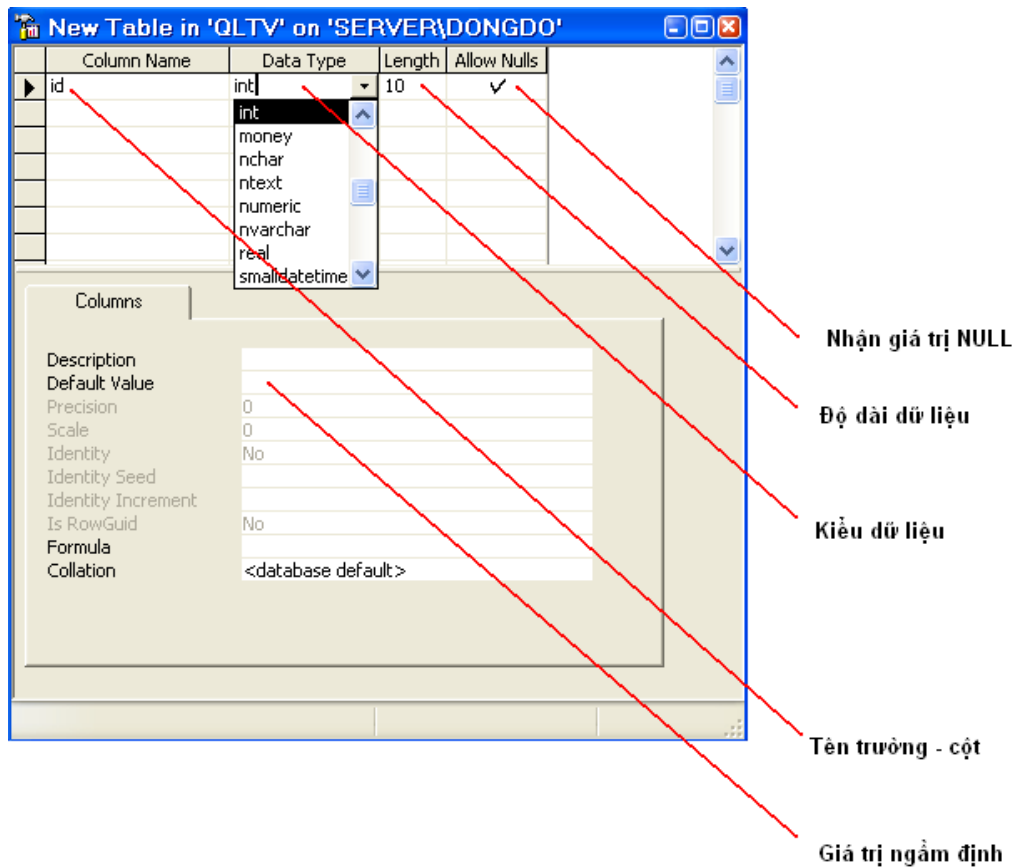 New Table in 'QLTV' on 'SERVER\DONGDO'
Column Name Data Type Length Allow Nulls
id int 10
int
money
nchar
ntext
numeric
nvarchar
real
smalldatetime
Columns
Description
Default Value
Precision 0
Scale 0
Identity No
Identity Seed
Identity Increment
Is RowGuid No
Formula
Collation <database default>
Nhận giá trị NULL
Độ dài dữ liệu
Kiểu dữ liệu
Tên trường - cột
Giá trị ngầm định